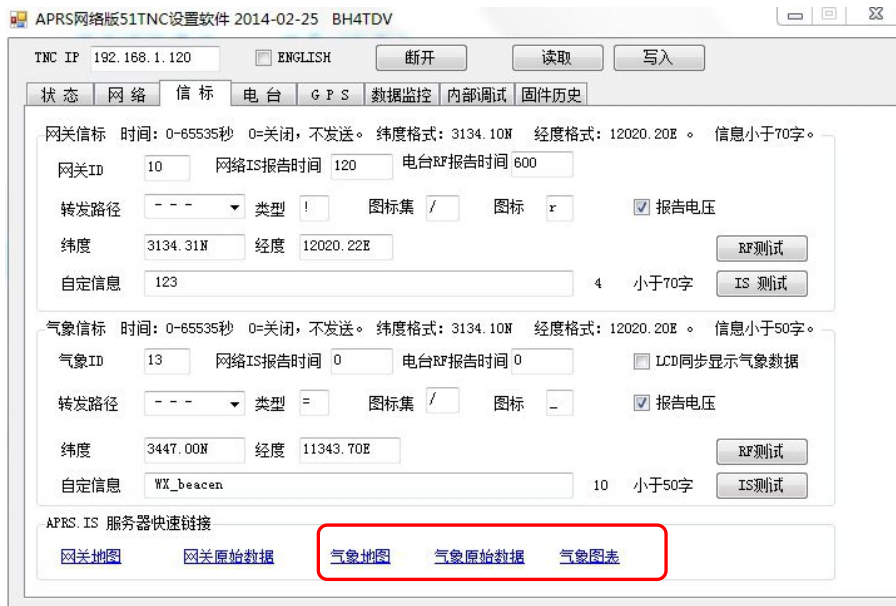 APRS网络版51TNC设置软件 2014-02-25 BH4TDV
TNC IP 192.168.1.120 ENGLISH 断开 读取 写入
状态 网络 信标 电台 GPS 数据监控 内部调试 固件历史
网关信标 时间：0-65535秒 0=关闭，不发送。 纬度格式：3134.10N 经度格式：12020.20E 。 信息小于70字。
网关ID 10 网络IS报告时间 120 电台RF报告时间 600
转发路径 - - - 类型 ! 图标集 / 图标 r 报告电压
纬度 3134.31N 经度 12020.22E RF测试
自定信息 123 4 小于70字 IS 测试
气象信标 时间：0-65535秒 0=关闭，不发送。 纬度格式：3134.10N 经度格式：12020.20E 。 信息小于50字。
气象ID 13 网络IS报告时间 0 电台RF报告时间 0 LCD同步显示气象数据
转发路径 - - - 类型 = 图标集 / 图标 _ 报告电压
纬度 3447.00N 经度 11343.70E RF测试
自定信息 WX_beacen 10 小于50字 IS测试
APRS.IS 服务器快速链接
网关地图 网关原始数据 气象地图 气象原始数据 气象图表